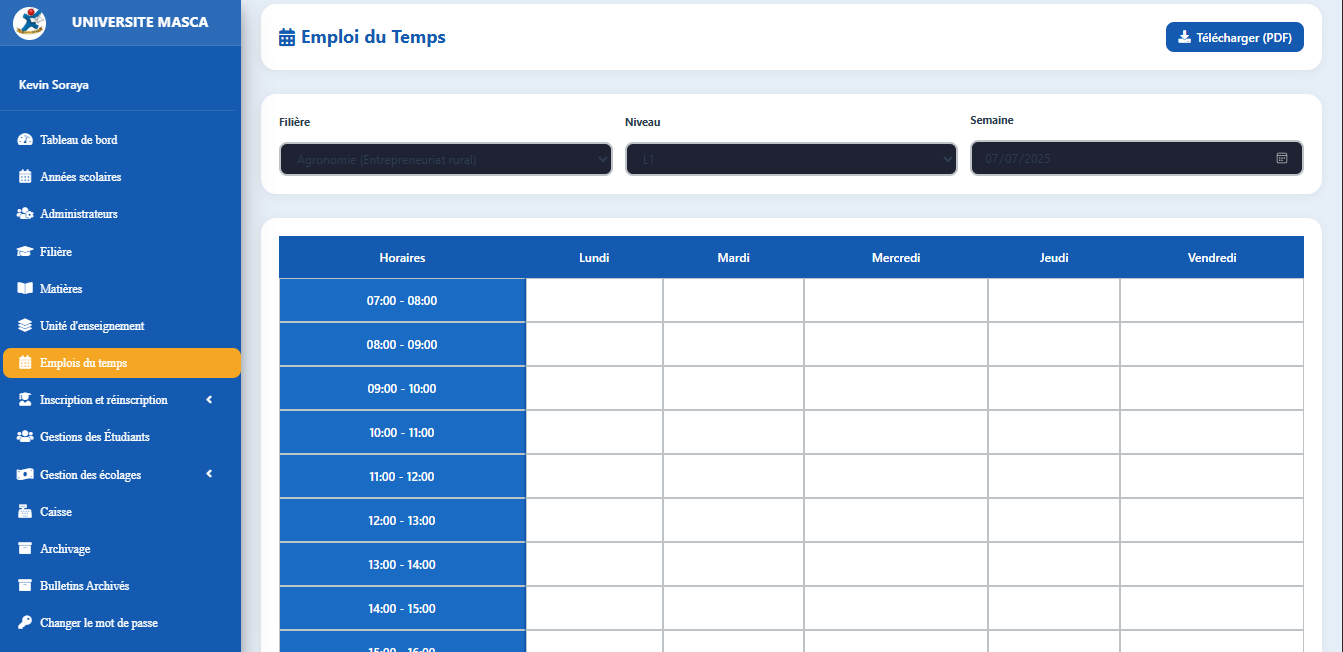 UNIVERSITE MASCA
Kevin Soraya
Tableau de bord
Années scolaires
Administrateurs
Filière
Matières
Unité d'enseignement
Emplois du temps
Inscription et réinscription
Gestions des Étudiants
Gestion des écolages
Caisse
Archivage
Bulletins Archivés
Changer le mot de passe
Emploi du Temps
Télécharger (PDF)
Filière Niveau Semaine
Agronomie (Entrepreneuriat rural) L1 07/07/2025
Horaires Lundi Mardi Mercredi Jeudi Vendredi
07:00 - 08:00
08:00 - 09:00
09:00 - 10:00
10:00 - 11:00
11:00 - 12:00
12:00 - 13:00
13:00 - 14:00
14:00 - 15:00
15:00 - 16:00